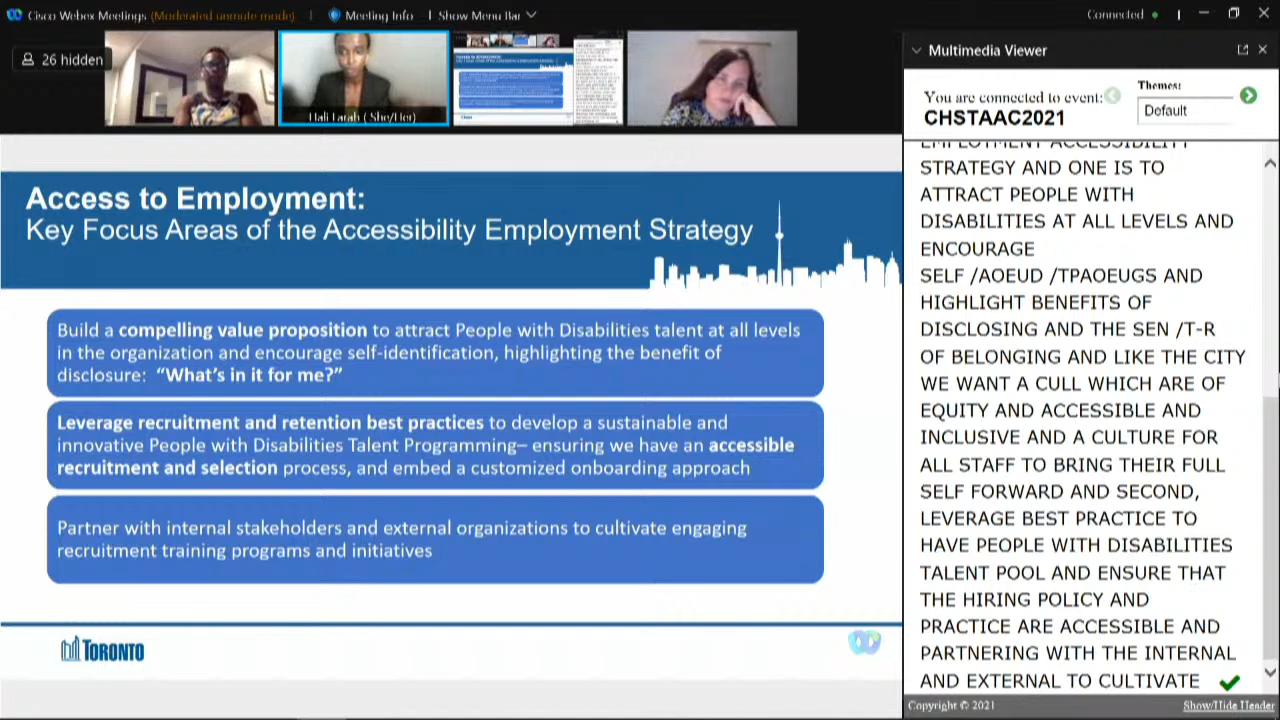 Cisco Webex Meetings (Moderated unmute mode)
Meeting Info
Show Menu Bar
Connected
26 hidden
Hali Farah ( She/Her)
Access to Employment:
Key Focus Areas of the Accessibility Employment Strategy
Build a compelling value proposition to attract People with Disabilities talent at all levels
in the organization and encourage self-identification, highlighting the benefit of
disclosure: “What’s in it for me?”
Leverage recruitment and retention best practices to develop a sustainable and
innovative People with Disabilities Talent Programming– ensuring we have an accessible
recruitment and selection process, and embed a customized onboarding approach
Partner with internal stakeholders and external organizations to cultivate engaging
recruitment training programs and initiatives
TORONTO
Multimedia Viewer
You are connected to event:
CHSTAAC2021
Themes:
Default
EMPLOYMENT ACCESSIBILITY
STRATEGY AND ONE IS TO
ATTRACT PEOPLE WITH
DISABILITIES AT ALL LEVELS AND
ENCOURAGE
SELF /AOEUD /TPAOEUGS AND
HIGHLIGHT BENEFITS OF
DISCLOSING AND THE SEN /T-R
OF BELONGING AND LIKE THE CITY
WE WANT A CULL WHICH ARE OF
EQUITY AND ACCESSIBLE AND
INCLUSIVE AND A CULTURE FOR
ALL STAFF TO BRING THEIR FULL
SELF FORWARD AND SECOND,
LEVERAGE BEST PRACTICE TO
HAVE PEOPLE WITH DISABILITIES
TALENT POOL AND ENSURE THAT
THE HIRING POLICY AND
PRACTICE ARE ACCESSIBLE AND
PARTNERING WITH THE INTERNAL
AND EXTERNAL TO CULTIVATE
Copyright © 2021
Show/Hide Header